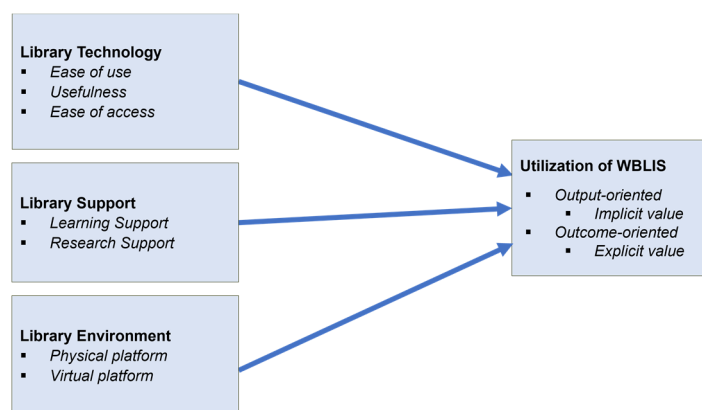 Library Technology
▪ Ease of use
▪ Usefulness
▪ Ease of access
Library Support
▪ Learning Support
▪ Research Support
Library Environment
▪ Physical platform
▪ Virtual platform
Utilization of WBLIS
▪ Output-oriented
▪ Implicit value
▪ Outcome-oriented
▪ Explicit value